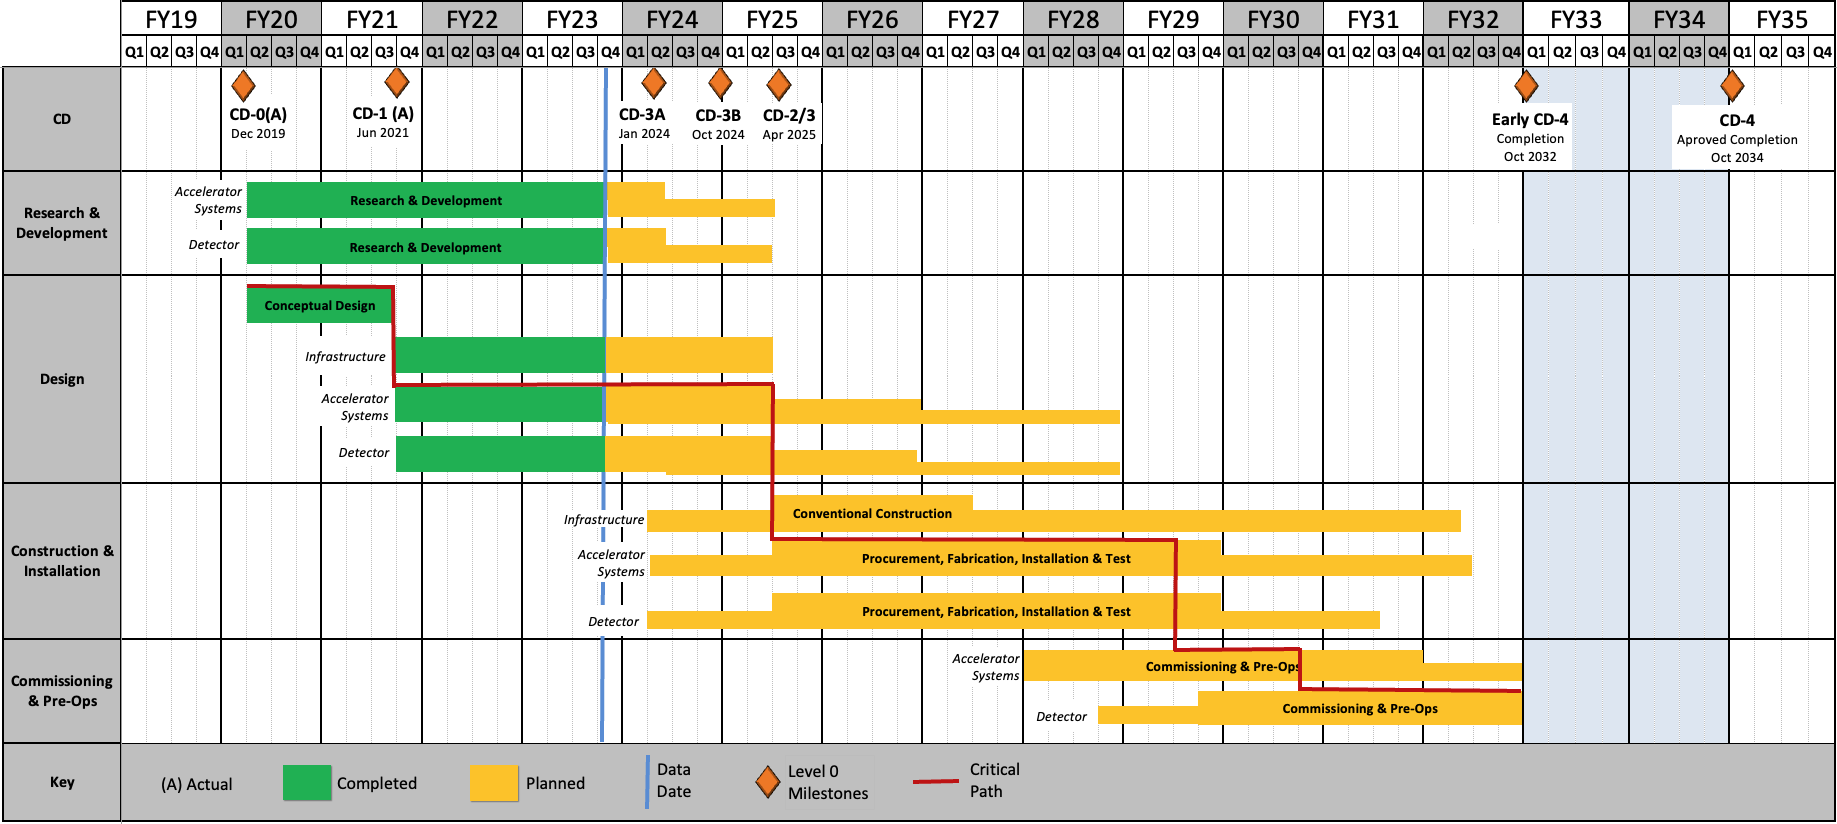 FY19 FY20 FY21 FY22 FY23 FY24 FY25 FY26 FY27 FY28 FY29 FY30 FY31 FY32 FY33 FY34 FY35
Q1 Q2 Q3 Q4 Q1 Q2 Q3 Q4 Q1 Q2 Q3 Q4 Q1 Q2 Q3 Q4 Q1 Q2 Q3 Q4 Q1 Q2 Q3 Q4 Q1 Q2 Q3 Q4 Q1 Q2 Q3 Q4 Q1 Q2 Q3 Q4 Q1 Q2 Q3 Q4 Q1 Q2 Q3 Q4 Q1 Q2 Q3 Q4 Q1 Q2 Q3 Q4 Q1 Q2 Q3 Q4 Q1 Q2 Q3 Q4 Q1 Q2 Q3 Q4 Q1 Q2 Q3 Q4
CD
CD-0(A)
Dec 2019
CD-1 (A)
Jun 2021
CD-3A
Jan 2024
CD-3B
Oct 2024
CD-2/3
Apr 2025
Early CD-4
Completion
Oct 2032
CD-4
Aproved Completion
Oct 2034
Research &
Development
Accelerator
Systems
Research & Development
Detector
Research & Development
Design
Conceptual Design
Infrastructure
Accelerator
Systems
Detector
Construction &
Installation
Infrastructure
Conventional Construction
Accelerator
Systems
Procurement, Fabrication, Installation & Test
Detector
Procurement, Fabrication, Installation & Test
Commissioning
& Pre-Ops
Accelerator
Systems
Commissioning & Pre-Ops
Detector
Commissioning & Pre-Ops
Key
(A) Actual
Completed
Planned
Data
Date
Level 0
Milestones
Critical
Path